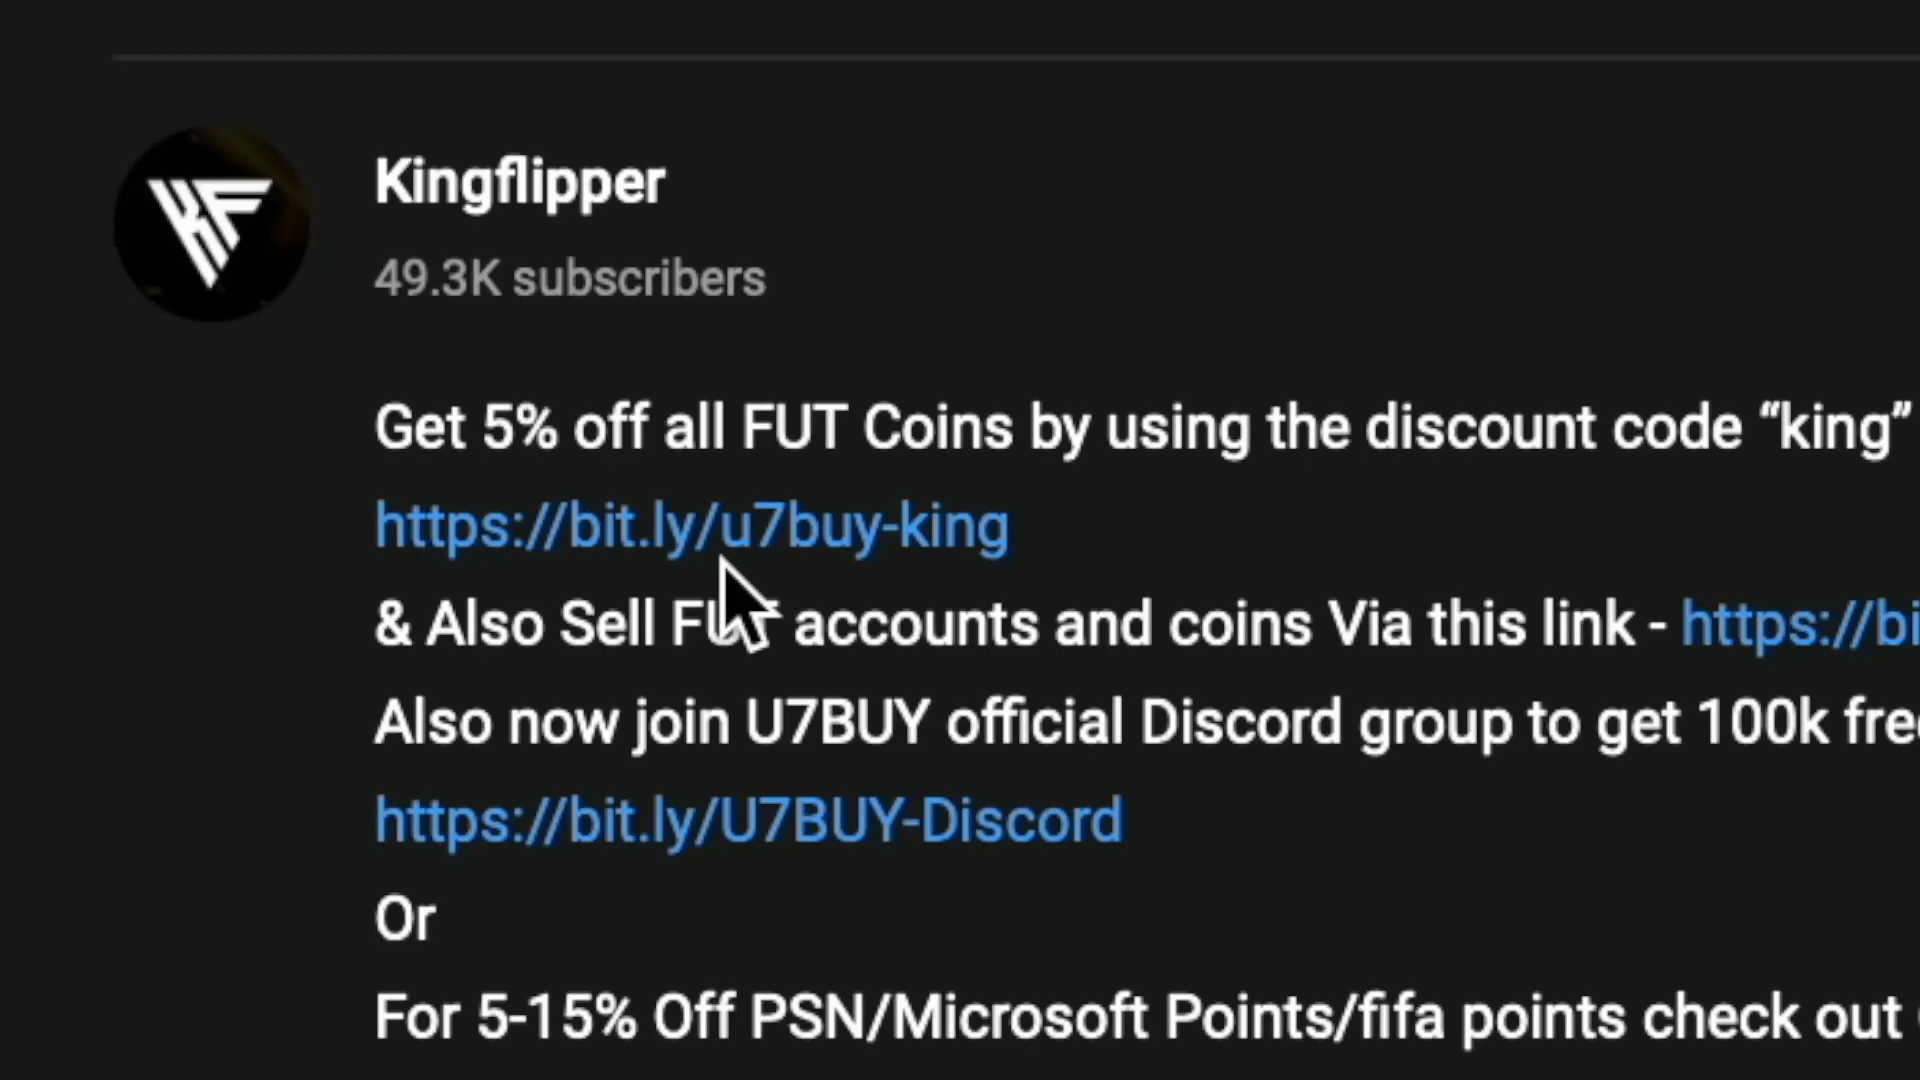 KF
Kingflipper
49.3K subscribers
Get 5% off all FUT Coins by using the discount code “king”
https://bit.ly/u7buy-king
& Also Sell FUT accounts and coins Via this link - https://bi
Also now join U7BUY official Discord group to get 100k fre
https://bit.ly/U7BUY-Discord
Or
For 5-15% Off PSN/Microsoft Points/fifa points check out